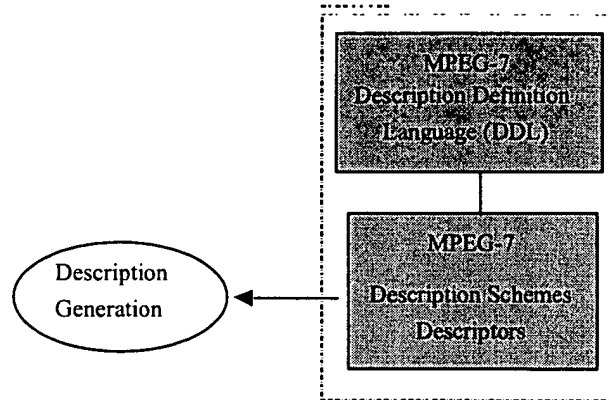 MPEG-7
Description Definition
Language (DDL)
MPEG-7
Description Schemes
Descriptors
Description
Generation